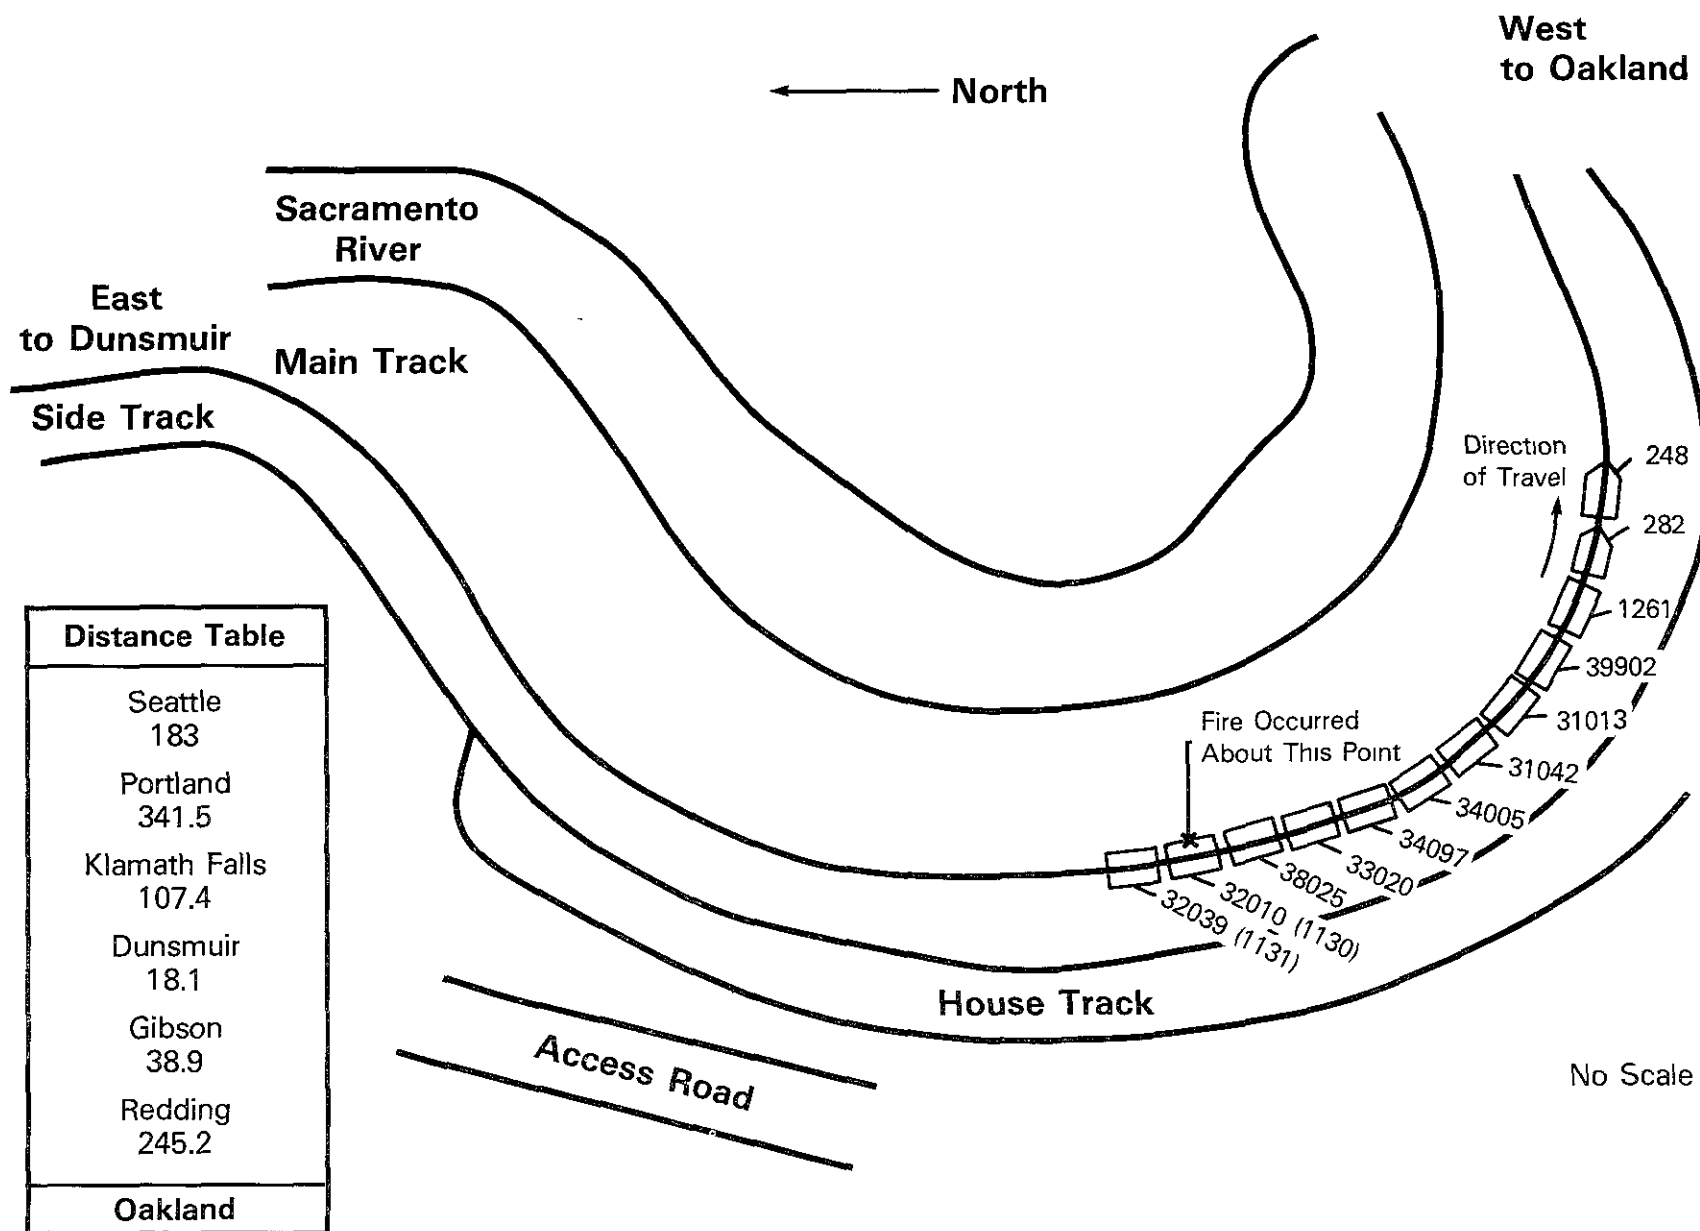 West
to Oakland
North
Sacramento
River
East
to Dunsmuir
Main Track
Side Track
Direction
of Travel
248
282
1261
39902
31013
31042
34005
34097
33020
38025
32010 (1130)
32039 (1131)
Fire Occurred
About This Point
House Track
Access Road
No Scale
Distance Table
Seattle
183
Portland
341.5
Klamath Falls
107.4
Dunsmuir
18.1
Gibson
38.9
Redding
245.2
Oakland